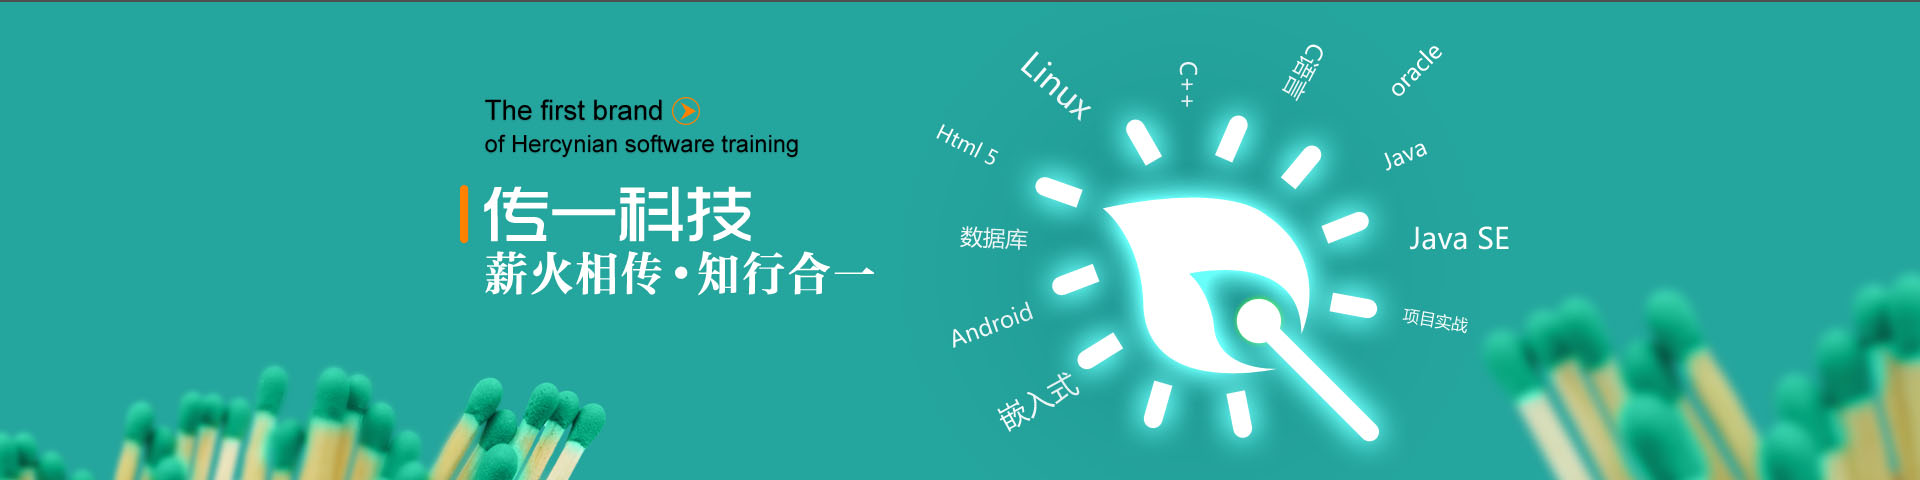 The first brand
of Hercynian software training
传一科技
薪火相传·知行合一
Linux
C++
C语言
oracle
Html 5
Java
数据库
Java SE
Android
项目实战
嵌入式